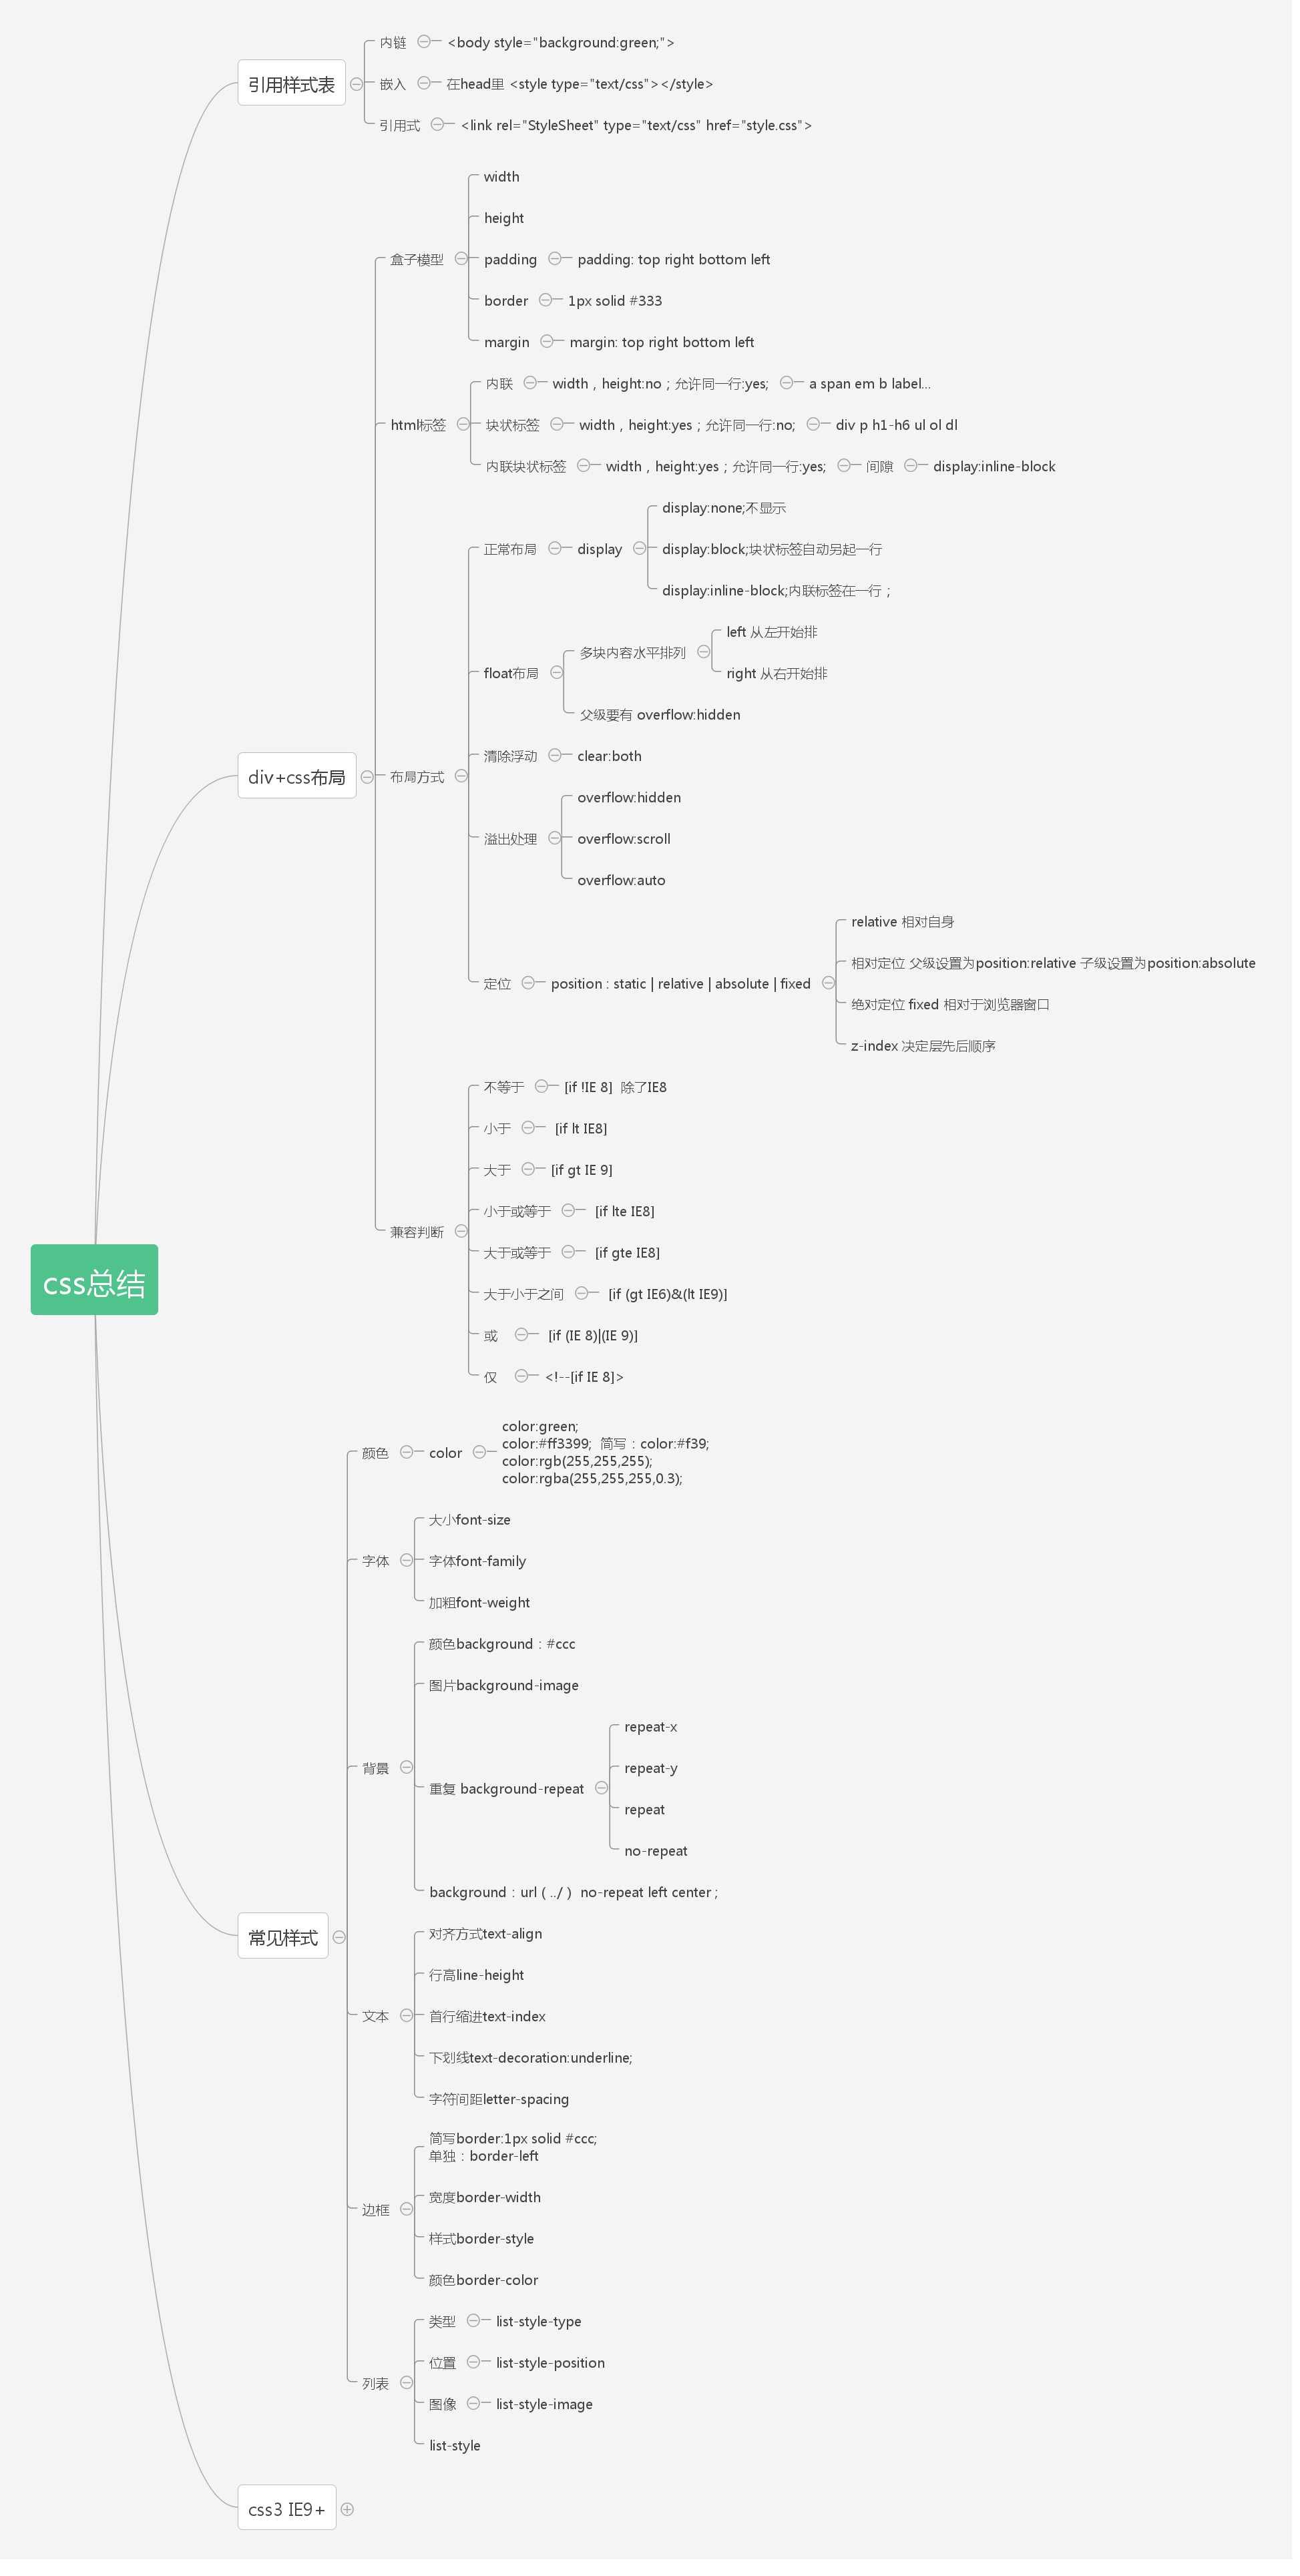 css总结
引用样式表
内链
<body style="background:green;">
嵌入
在head里 <style type="text/css"></style>
引用式
<link rel="StyleSheet" type="text/css" href="style.css">
div+css布局
盒子模型
width
height
padding
padding: top right bottom left
border
1px solid #333
margin
margin: top right bottom left
html标签
内联
width，height:no；允许同一行:yes;
a span em b label...
块状标签
width，height:yes；允许同一行:no;
div p h1-h6 ul ol dl
内联块状标签
width，height:yes；允许同一行:yes;
间隙
display:inline-block
布局方式
正常布局
display
display:none;不显示
display:block;块状标签自动另起一行
display:inline-block;内联标签在一行；
float布局
多块内容水平排列
left 从左开始排
right 从右开始排
父级要有 overflow:hidden
清除浮动
clear:both
溢出处理
overflow:hidden
overflow:scroll
overflow:auto
定位
position : static | relative | absolute | fixed
relative 相对自身
相对定位 父级设置为position:relative 子级设置为position:absolute
绝对定位 fixed 相对于浏览器窗口
z-index 决定层先后顺序
兼容判断
不等于
[if !IE 8]  除了IE8
小于
[if lt IE8]
大于
[if gt IE 9]
小于或等于
[if lte IE8]
大于或等于
[if gte IE8]
大于小于之间
[if (gt IE6)&(lt IE9)]
或
[if (IE 8)|(IE 9)]
仅
<!--[if IE 8]>
常见样式
颜色
color
color:green;
color:#ff3399;  简写：color:#f39;
color:rgb(255,255,255);
color:rgba(255,255,255,0.3);
字体
大小font-size
字体font-family
加粗font-weight
背景
颜色background：#ccc
图片background-image
重复 background-repeat
repeat-x
repeat-y
repeat
no-repeat
background：url ( ../ )  no-repeat left center ;
文本
对齐方式text-align
行高line-height
首行缩进text-index
下划线text-decoration:underline;
字符间距letter-spacing
边框
简写border:1px solid #ccc;
单独：border-left
宽度border-width
样式border-style
颜色border-color
列表
类型
list-style-type
位置
list-style-position
图像
list-style-image
list-style
css3 IE9+